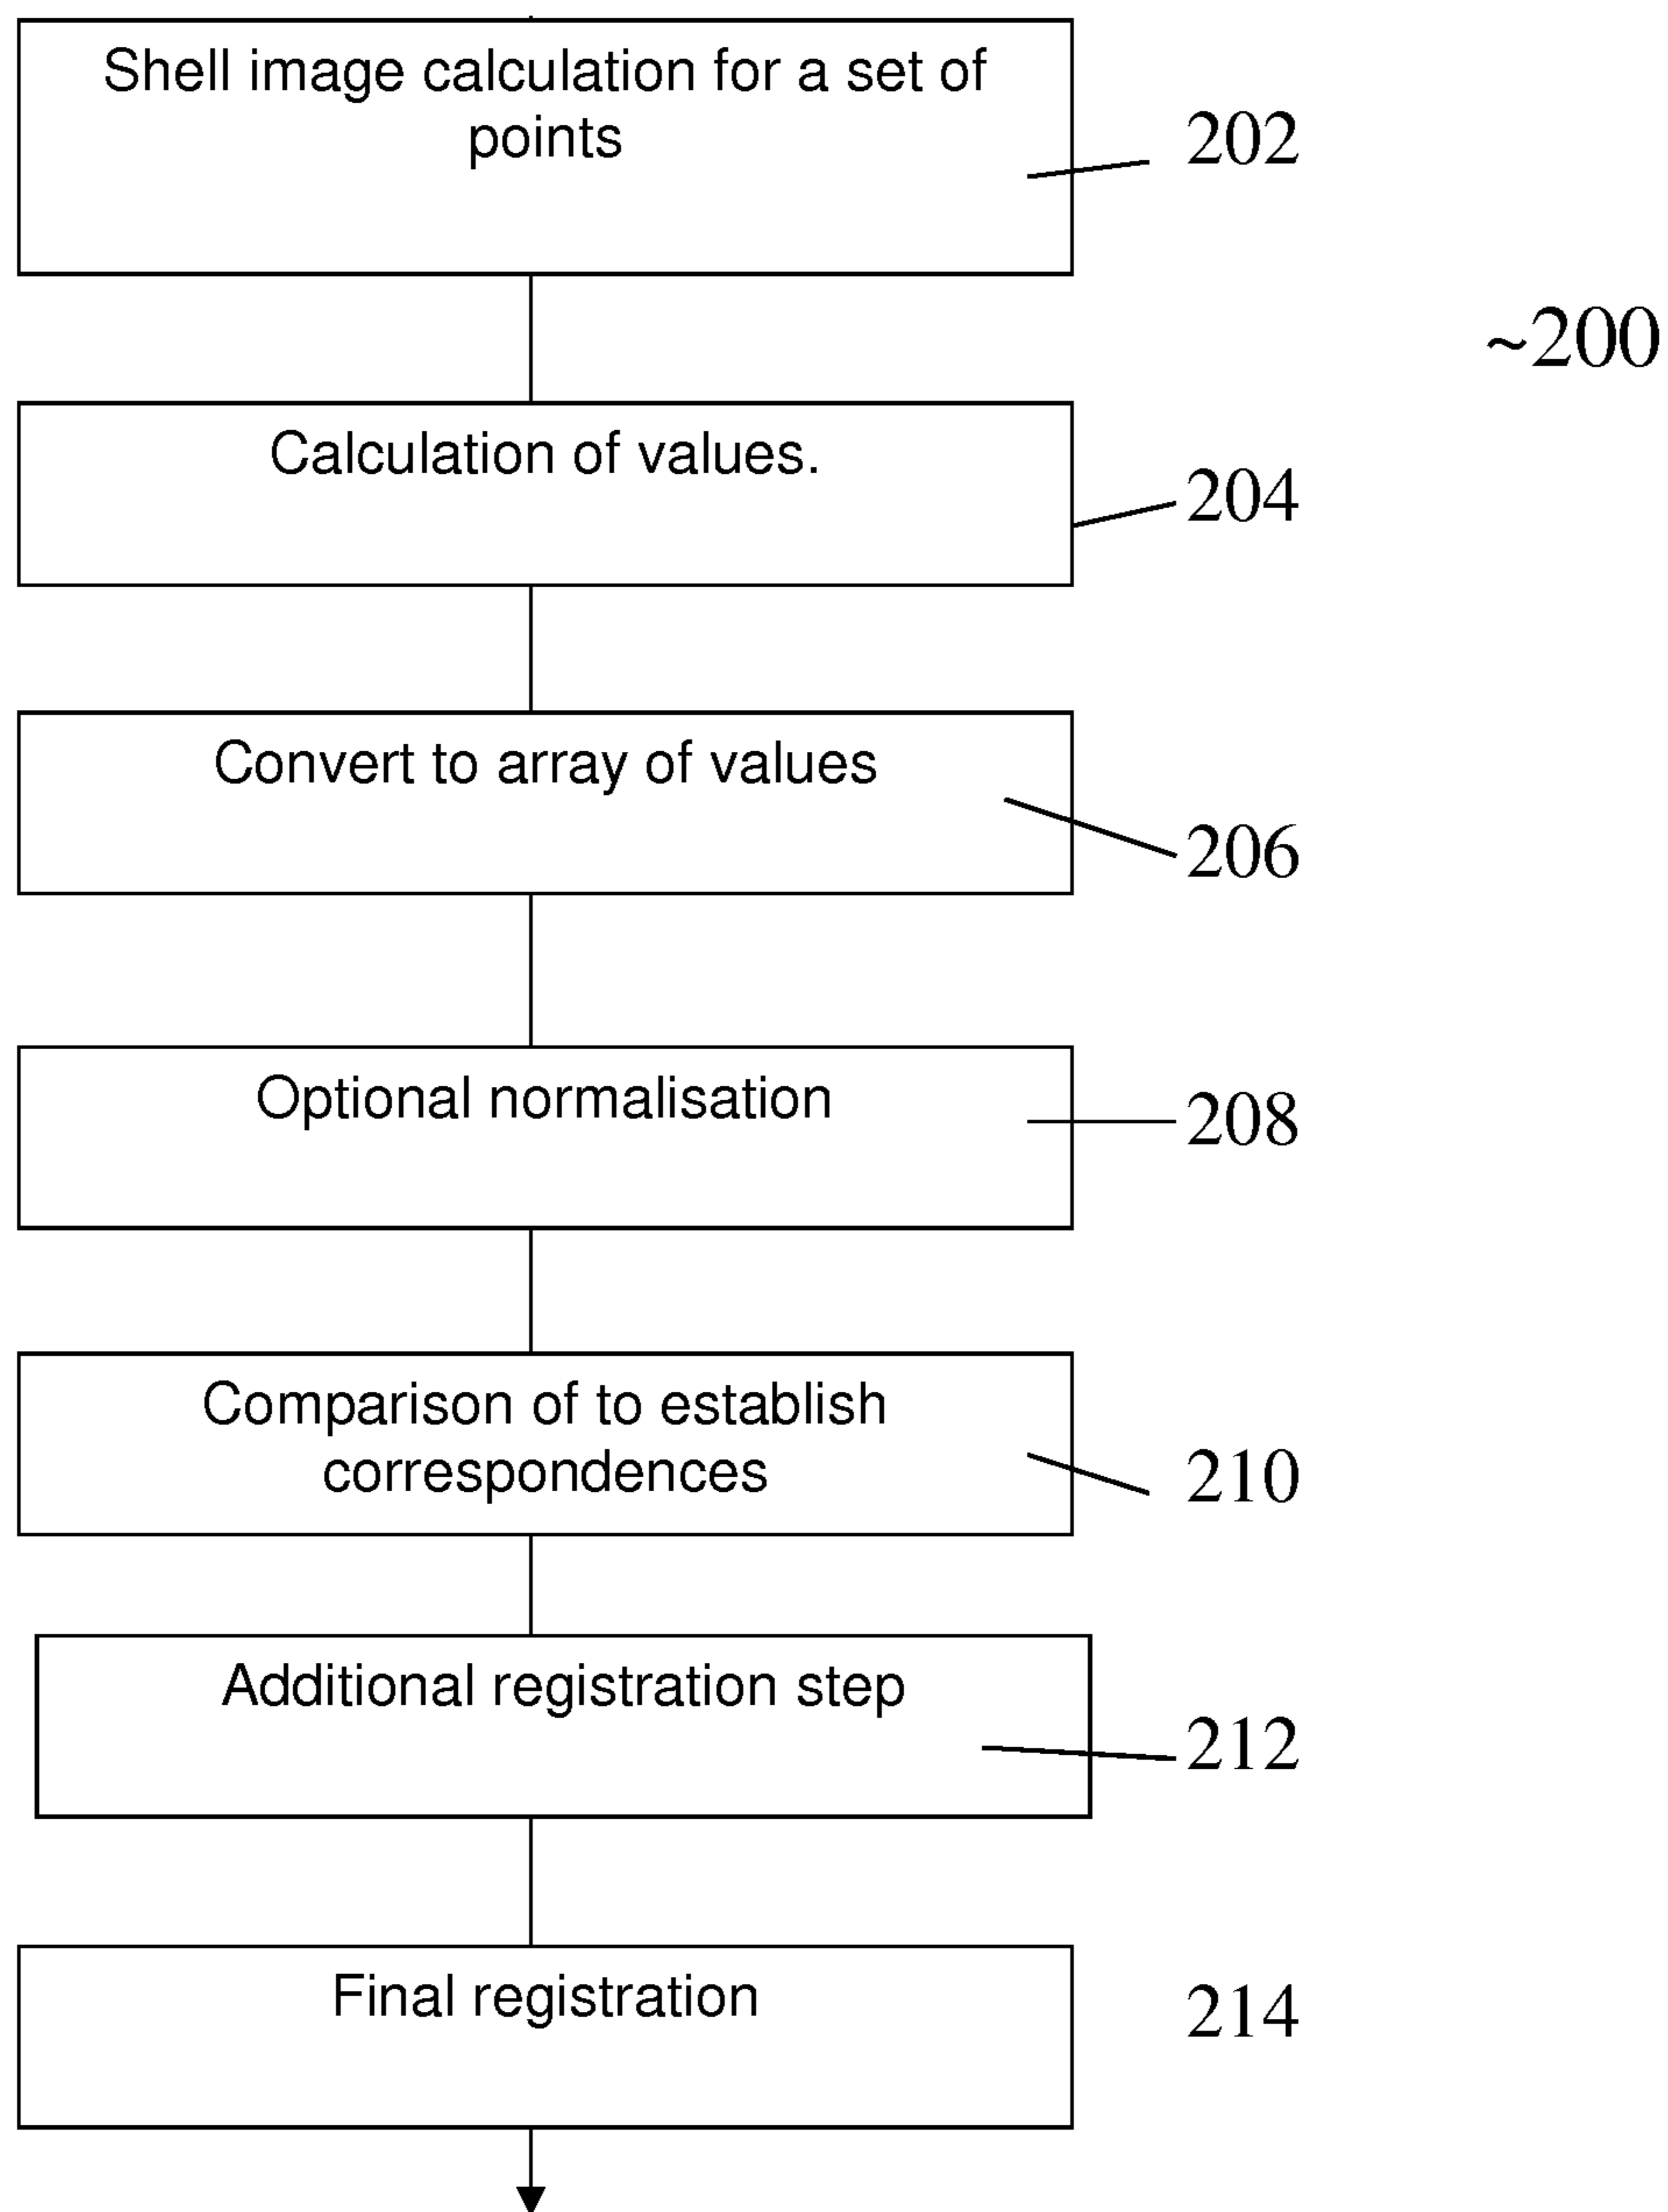 Shell image calculation for a set of
points
202
~200
Calculation of values.
204
Convert to array of values
206
Optional normalisation
208
Comparison of to establish
correspondences
210
Additional registration step
212
Final registration
214